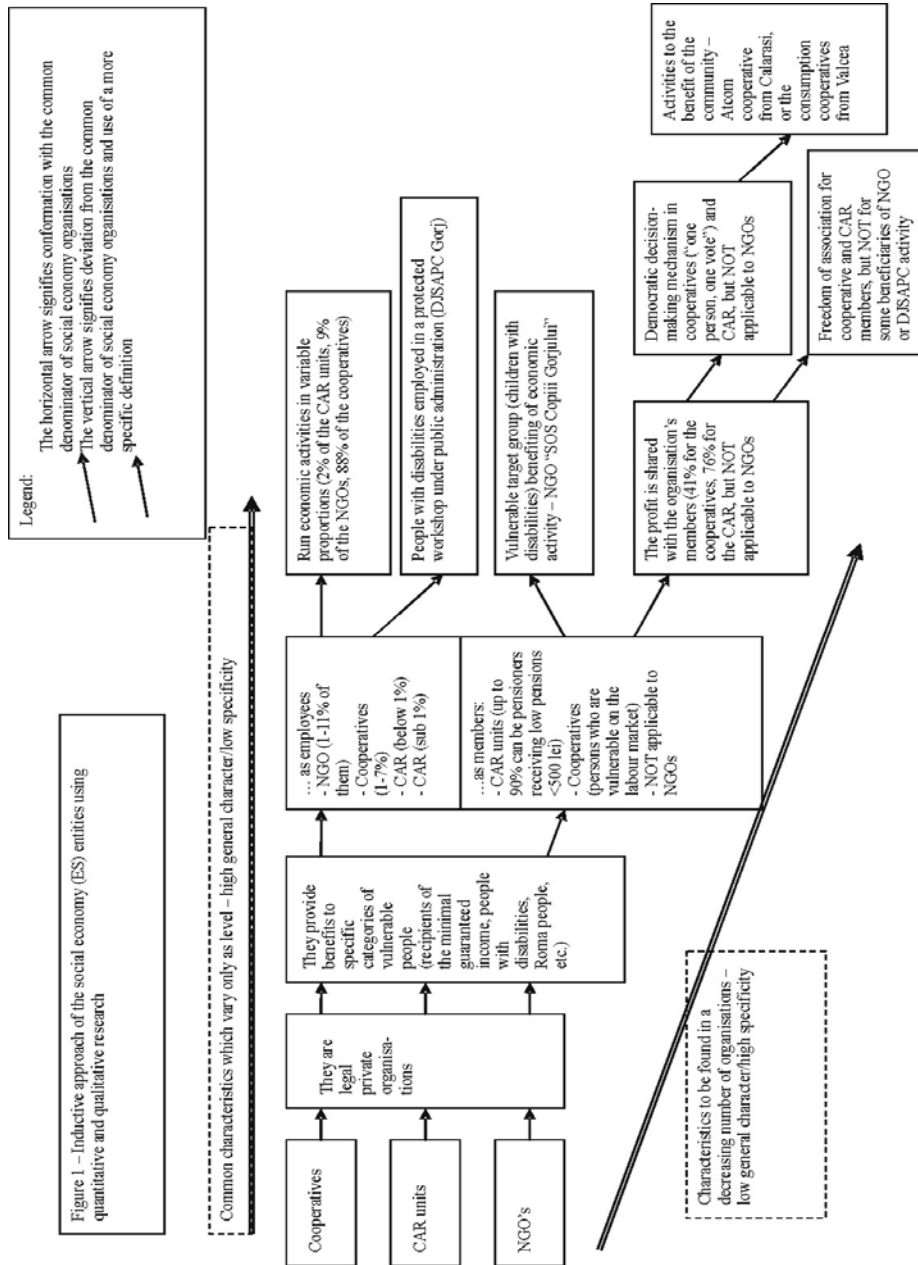 Figure 1 – Inductive approach of the social economy (ES) entities using
quantitative and qualitative research
Legend:
The horizontal arrow signifies conformation with the common
denominator of social economy organisations
The vertical arrow signifies deviation from the common
denominator of social economy organisations and use of a more
specific definition
Common characteristics which vary only as level – high general character/low specificity
Cooperatives
CAR units
NGO's
They are
legal
private
organisa-
tions
They provide
benefits to
specific
categories of
vulnerable
people
(recipients of
the minimal
guaranteed
income, people
with
disabilities,
Roma people,
etc.)
…as employees
- NGO (1-11% of
them)
- Cooperatives
(1-7%)
- CAR (below 1%)
- CAR (sub 1%)
…as members:
- CAR units (up to
90% can be pensioners
receiving low pensions
<500 lei)
- Cooperatives
(persons who are
vulnerable on the
labour market)
- NOT applicable to
NGOs
Run economic activities in variable
proportions (2% of the CAR units, 9%
of the NGOs, 88% of the cooperatives)
People with disabilities employed in a protected
workshop under public administration (DJSAPC Gorj)
Vulnerable target group (children with
disabilities) benefiting of economic
activity – NGO “SOS Copiii Gorjului”
The profit is shared
with the organisation’s
members (41% for the
cooperatives, 76% for
the CAR, but NOT
applicable to NGOs
Democratic decision-
making mechanism in
cooperatives (“one
person, one vote”) and
CAR, but NOT
applicable to NGOs
Freedom of association for
cooperative and CAR
members, but NOT for
some beneficiaries of NGO
or DJSAPC activity
Activities to the
benefit of the
community –
Atcom
cooperative
from Calarasi,
or the
consumption
cooperatives
from Valcea
Characteristics to be found in a
decreasing number of organisations –
low general character/high specificity